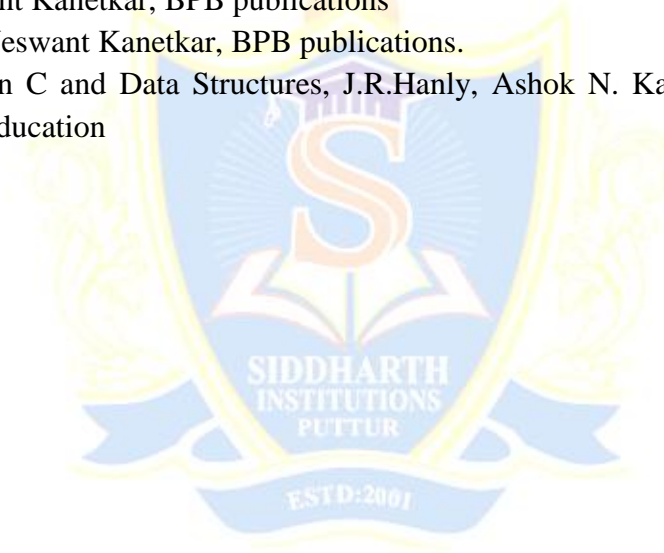 nt Kanetkar, BPB publications
eswant Kanetkar, BPB publications.
n C and Data Structures, J.R.Hanly, Ashok N. Ka
ducation
S
SIDDHARTH
INSTITUTIONS
PUTTUR
ESTD:2001